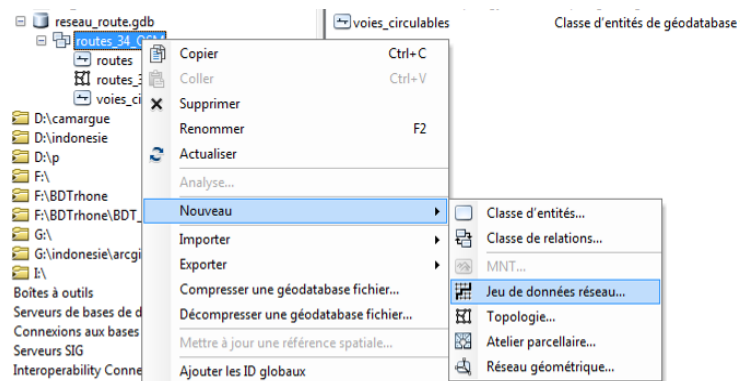 reseau_route.gdb
voies_circulables Classe d'entités de géodatabase
routes_34_OSM
routes
routes_3
voies_ci
D:\camargue
D:\indonesie
D:\p
F:\
F:\BDTrhone
F:\BDTrhone\BDT_
G:\
G:\indonesie\arcgi
I:\
Boîtes à outils
Serveurs de bases de d
Connexions aux bases
Serveurs SIG
Interoperability Conne
Copier Ctrl+C
Coller Ctrl+V
Supprimer
Renommer F2
Actualiser
Analyse...
Nouveau
Importer
Exporter
Compresser une géodatabase fichier...
Décompresser une géodatabase fichier...
Mettre à jour une référence spatiale...
Ajouter les ID globaux
Classe d'entités...
Classe de relations...
MNT...
Jeu de données réseau...
Topologie...
Atelier parcellaire...
Réseau géométrique...